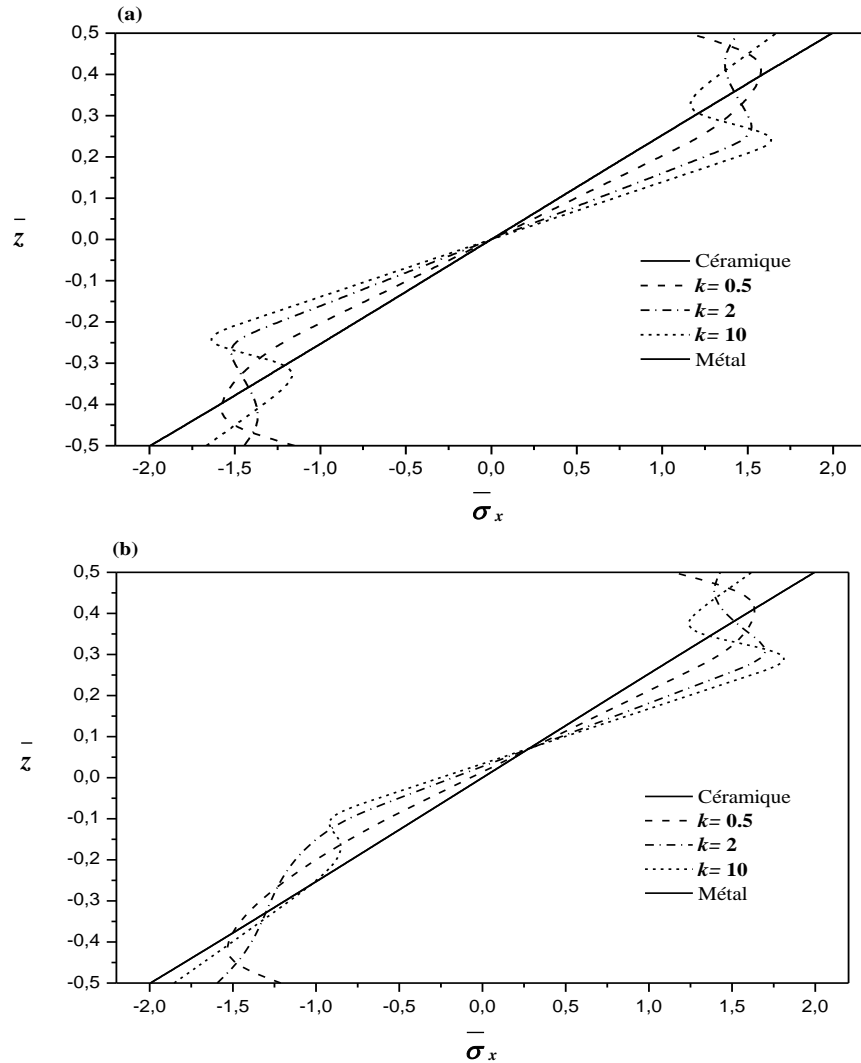 (a)
0,5
0,4
0,3
0,2
0,1
0,0
-0,1
-0,2
-0,3
-0,4
-0,5
z̄
Céramique
k= 0.5
k= 2
k= 10
Métal
-2,0 -1,5 -1,0 -0,5 0,0 0,5 1,0 1,5 2,0
σ̄ x
(b)
0,5
0,4
0,3
0,2
0,1
0,0
-0,1
-0,2
-0,3
-0,4
-0,5
z̄
Céramique
k= 0.5
k= 2
k= 10
Métal
-2,0 -1,5 -1,0 -0,5 0,0 0,5 1,0 1,5 2,0
σ̄ x